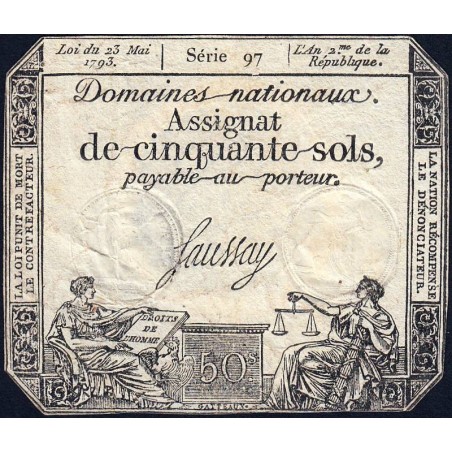 Loi du 23 Mai
1793.
Série 97
L'An 2.me de la
République.
Domaines nationaux.
Assignat
de cinquante sols,
payable au porteur.
LA LOI PUNIT DE MORT
LE CONTREFACTEUR.
LA NATION RÉCOMPENSE
LE DÉNONCIATEUR.
Saussay
DROITS
DE
L'HOMME
50s
GATTEAUX